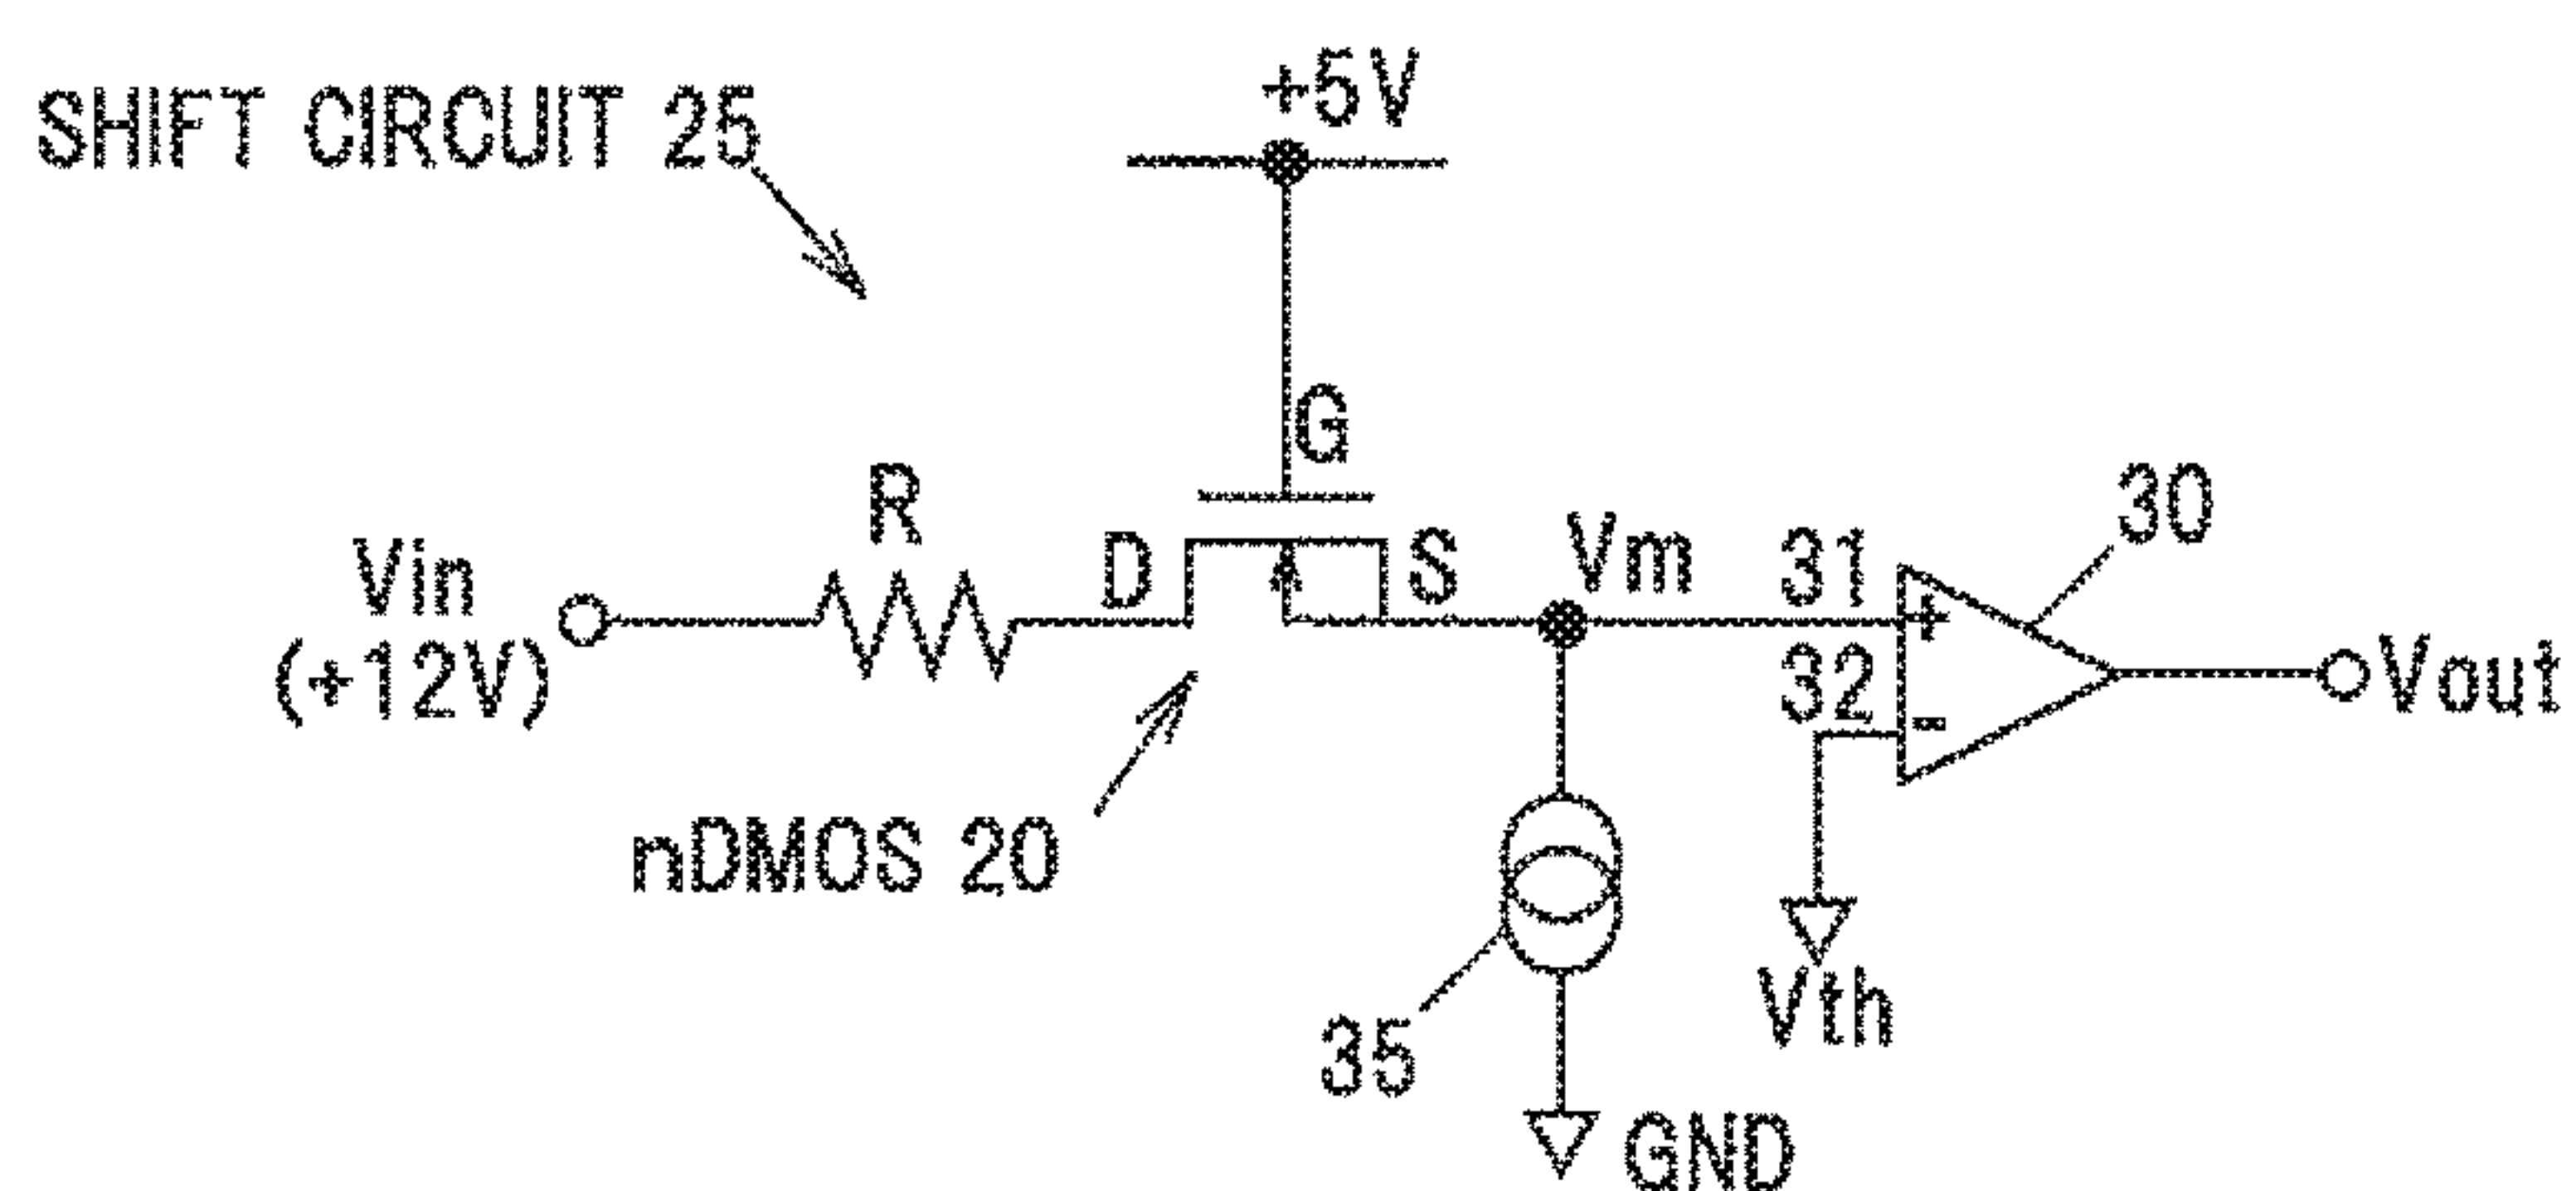 SHIFT CIRCUIT 25
+5V
G
R
D
S
Vm
31
30
Vin
(+12V)
+
32
-
Vout
nDMOS 20
35
Vth
GND